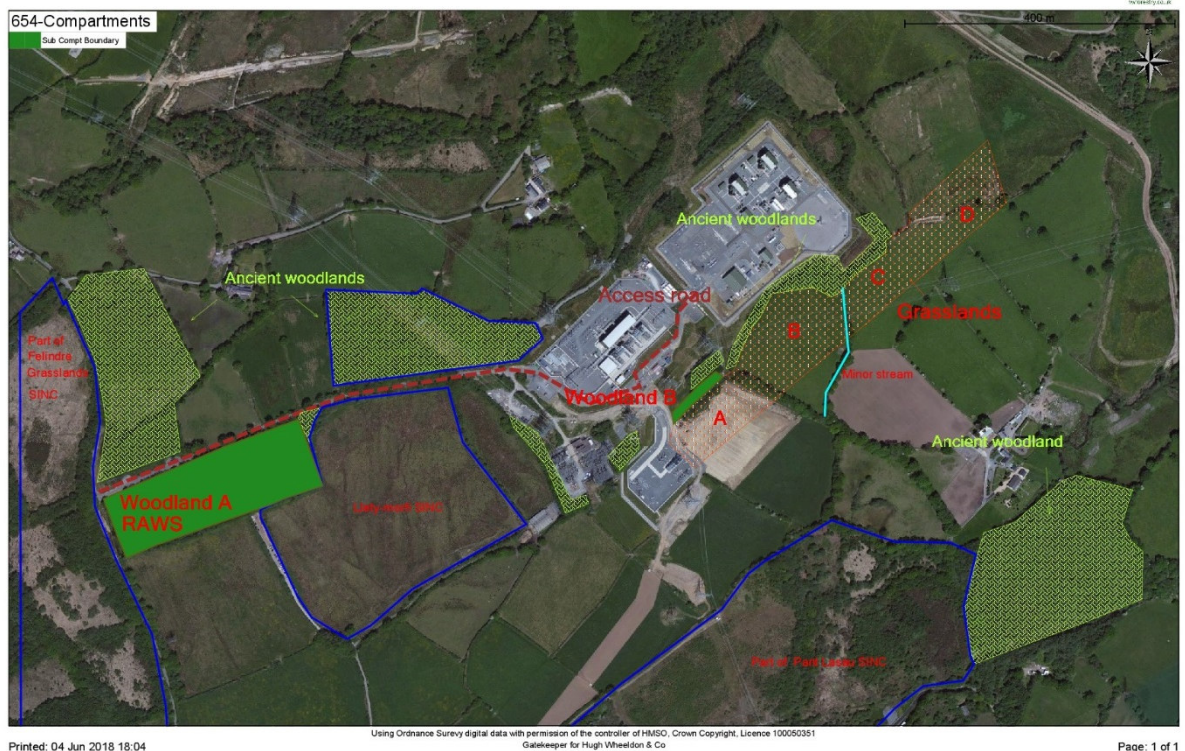 654-Compartments
Sub Compt Boundary
400 m
Ancient woodlands
D
Ancient woodlands
C
Access road
Grasslands
B
Part of
Felindre
Grasslands
SINC
Minor stream
Woodland B
A
Ancient woodland
Woodland A
RAWS
SINC
Part of Pant Lasau SINC
Using Ordnance Surevy digital data with permission of the controller of HMSO, Crown Copyright, Licence 100050351
Gatekeeper for Hugh Wheeldon & Co
Printed: 04 Jun 2018 18:04
Page: 1 of 1